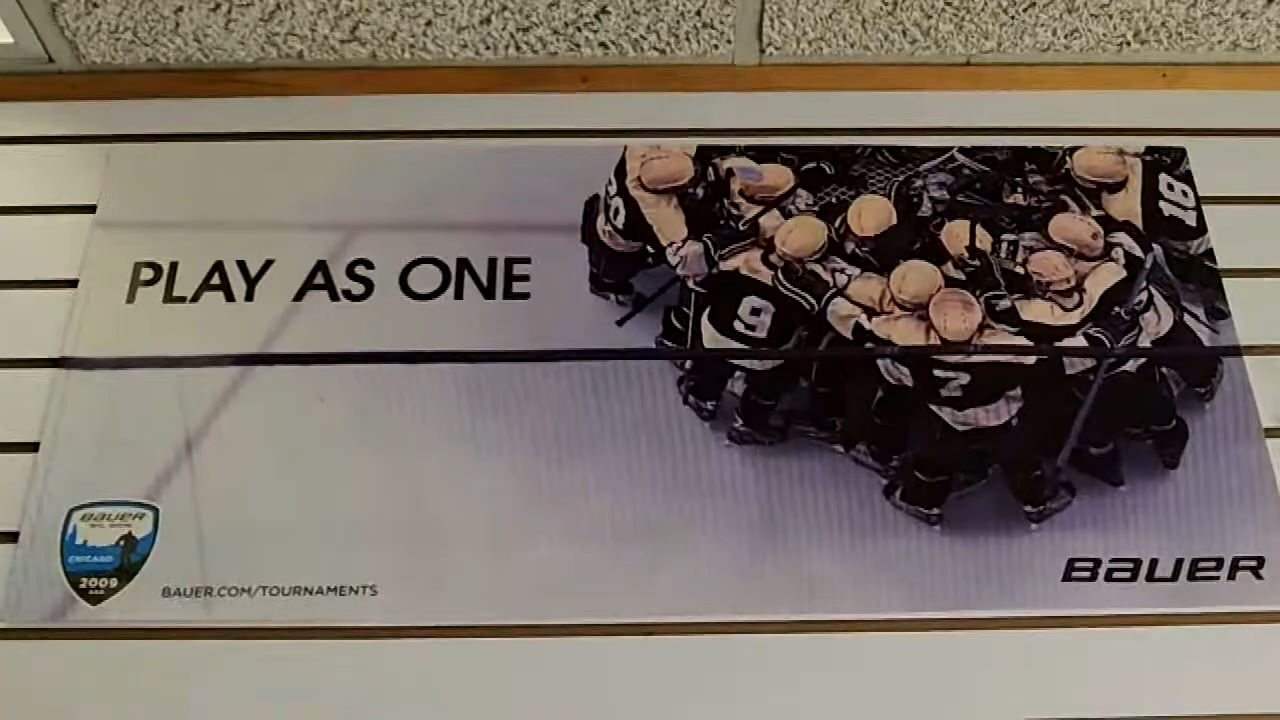 PLAY AS ONE
9
18
7
BAUER
CHICAGO
2009
BAUER.COM/TOURNAMENTS
BAUER